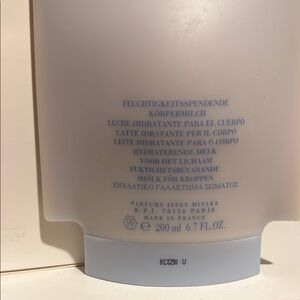 FEUCHTIGKEITSSPENDENDE
KÖRPERMILCH
LECHE HIDRATANTE PARA EL CUERPO
LATTE IDRATANTE PER IL CORPO
LEITE HIDRATANTE PARA O CORPO
HYDRATERENDE MELK
VOOR HET LICHAAM
FUKTIGHETSBEVARANDE
MJÖLK FÖR KROPPEN
ΕΝΥΔΑΤΙΚΟ ΓΑΛΑΚΤΩΜΑ ΣΩΜΑΤΟΣ
PARFUMS ISSEY MIYAKE
B.P.I. 75116 PARIS
MADE IN FRANCE
℮ 200 ml 6.7 FL.OZ.
KCG50 U